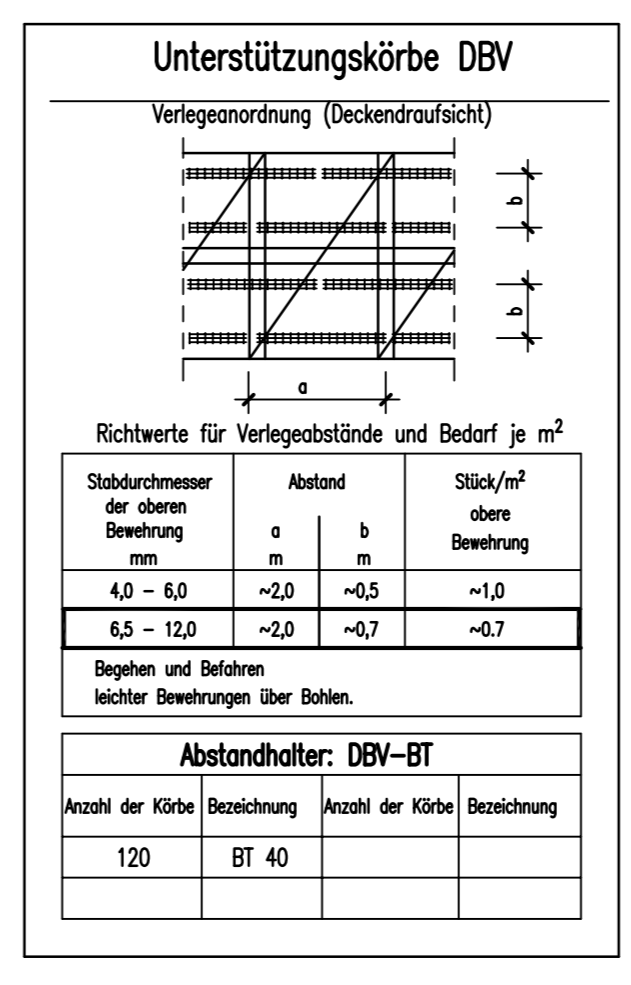 Unterstützungskörbe DBV
Verlegeanordnung (Deckendraufsicht)
b
b
a
Richtwerte für Verlegeabstände und Bedarf je m²
Stabdurchmesser der oberen Bewehrung mm
Abstand
a m
b m
Stück/m² obere Bewehrung
4,0 – 6,0 ~2,0 ~0,5 ~1,0
6,5 – 12,0 ~2,0 ~0,7 ~0.7
Begehen und Befahren
leichter Bewehrungen über Bohlen.
Abstandhalter: DBV–BT
Anzahl der Körbe Bezeichnung Anzahl der Körbe Bezeichnung
120 BT 40